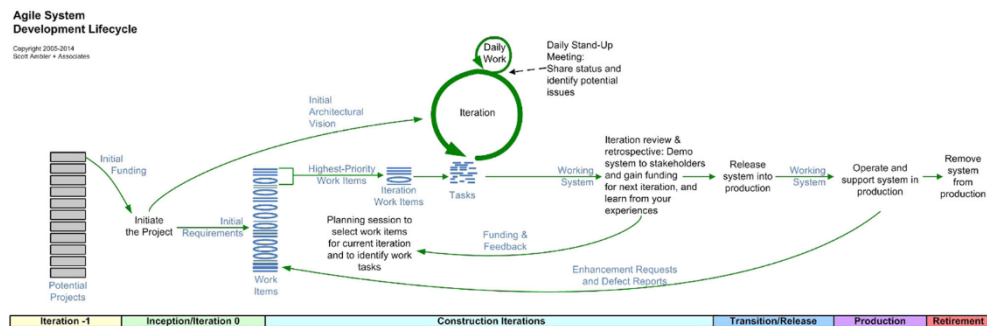 Agile System
Development Lifecycle
Copyright 2005-2014
Scott Ambler + Associates
Daily
Work
Daily Stand-Up
Meeting:
Share status and
identify potential
issues
Iteration
Initial
Architectural
Vision
Initial
Funding
Highest-Priority
Work Items
Iteration
Work Items
Tasks
Working
System
Iteration review &
retrospective: Demo
system to stakeholders
and gain funding
for next iteration, and
learn from your
experiences
Release
system into
production
Working
System
Operate and
support system in
production
Remove
system
from
production
Initiate
the Project
Initial
Requirements
Planning session to
select work items
for current iteration
and to identify work
tasks
Funding &
Feedback
Enhancement Requests
and Defect Reports
Potential
Projects
Work
Items
Iteration -1
Inception/Iteration 0
Construction Iterations
Transition/Release
Production
Retirement